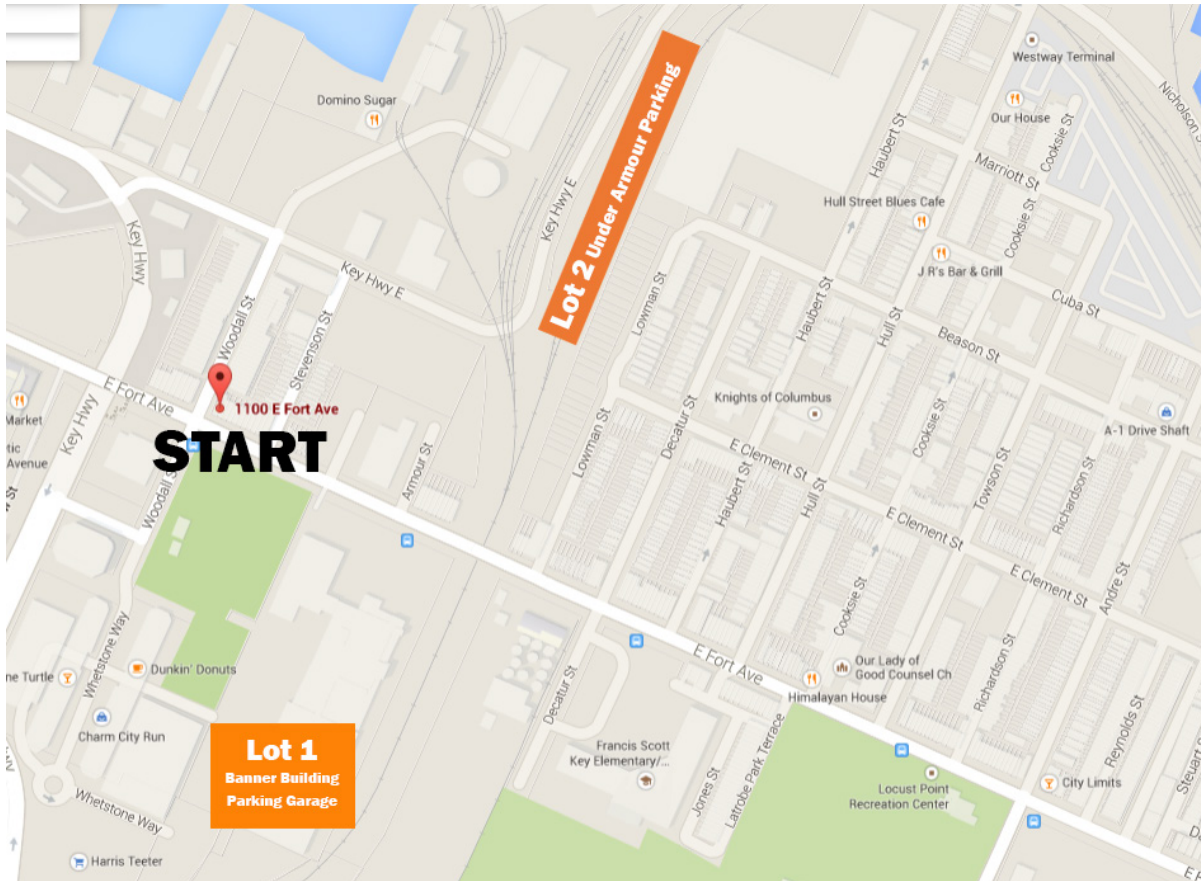 Westway Terminal
Nicholson
Domino Sugar
Our House
Cooksie St
Haubert St
Marriott St
Lot 2 Under Armour Parking
Key Hwy E
Hull Street Blues Cafe
Cooksie St
J R's Bar & Grill
Key Hwy
Key Hwy E
Cuba St
Lowman St
Haubert St
Hull St
Beason St
Woodall St
Stevenson St
E Fort Ave
1100 E Fort Ave
START
Market
Key Hwy
Knights of Columbus
Decatur St
Cooksie St
A-1 Drive Shaft
tic
Avenue
Lowman St
E Clement St
Armour St
Haubert St
Hull St
Towson St
Richardson St
Woodall St
E Clement St
E Clement St
Andre St
Cooksie St
Whetstone Way
Dunkin' Donuts
E Fort Ave
Our Lady of
Good Counsel Ch
Richardson St
ne Turtle
Himalayan House
Decatur St
Charm City Run
Lot 1
Banner Building
Parking Garage
Francis Scott
Key Elementary/...
Jones St
Latrobe Park Terrace
Locust Point
Recreation Center
City Limits
Reynolds St
Steuart St
Whetstone Way
Harris Teeter